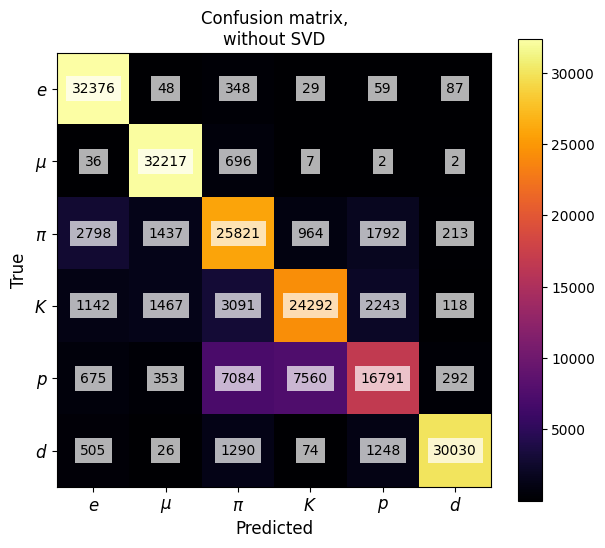 Confusion matrix,
without SVD
True
e 32376 48 348 29 59 87
μ 36 32217 696 7 2 2
π 2798 1437 25821 964 1792 213
K 1142 1467 3091 24292 2243 118
p 675 353 7084 7560 16791 292
d 505 26 1290 74 1248 30030
e μ π K p d
Predicted
30000
25000
20000
15000
10000
5000